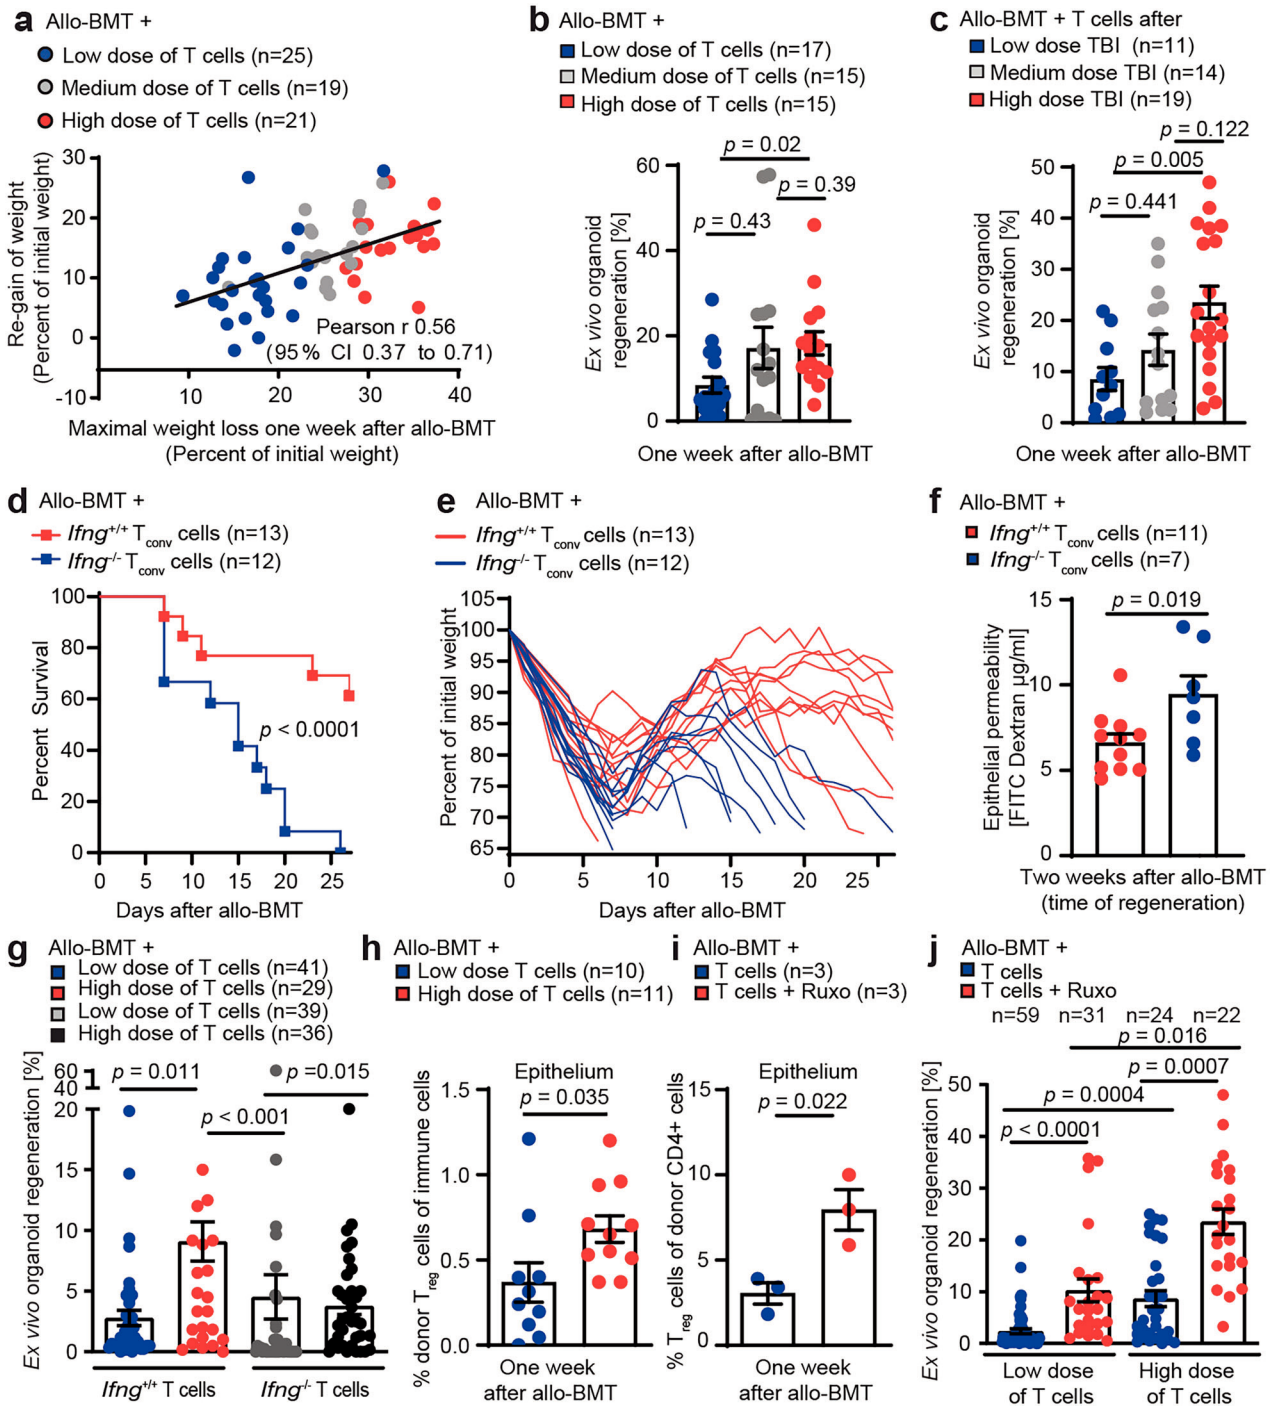 a Allo-BMT +
Low dose of T cells (n=25)
Medium dose of T cells (n=19)
High dose of T cells (n=21)
Re-gain of weight
(Percent of initial weight)
30
20
10
0
-10
10 20 30 40
Pearson r 0.56
(95% CI 0.37 to 0.71)
Maximal weight loss one week after allo-BMT
(Percent of initial weight)
b Allo-BMT +
Low dose of T cells (n=17)
Medium dose of T cells (n=15)
High dose of T cells (n=15)
Ex vivo organoid
regeneration [%]
60
40
20
0
p = 0.02
p = 0.39
p = 0.43
One week after allo-BMT
c Allo-BMT + T cells after
Low dose TBI (n=11)
Medium dose TBI (n=14)
High dose TBI (n=19)
Ex vivo organoid
regeneration [%]
50
40
30
20
10
0
p = 0.122
p = 0.005
p = 0.441
One week after allo-BMT
d Allo-BMT +
Ifng+/+ Tconv cells (n=13)
Ifng-/- Tconv cells (n=12)
Percent Survival
100
80
60
40
20
0
p < 0.0001
0 5 10 15 20 25
Days after allo-BMT
e Allo-BMT +
Ifng+/+ Tconv cells (n=13)
Ifng-/- Tconv cells (n=12)
Percent of initial weight
105
100
95
90
85
80
75
70
65
0 5 10 15 20 25
Days after allo-BMT
f Allo-BMT +
Ifng+/+ Tconv cells (n=11)
Ifng-/- Tconv cells (n=7)
Epithelial permeability
[FITC Dextran µg/ml]
15
10
5
0
p = 0.019
Two weeks after allo-BMT
(time of regeneration)
g Allo-BMT +
Low dose of T cells (n=41)
High dose of T cells (n=29)
Low dose of T cells (n=39)
High dose of T cells (n=36)
Ex vivo organoid regeneration [%]
60
40
20
15
10
5
0
p = 0.011
p =0.015
p < 0.001
Ifng+/+ T cells
Ifng-/- T cells
h Allo-BMT +
Low dose T cells (n=10)
High dose of T cells (n=11)
% donor Treg cells of immune cells
Epithelium
1.5
1.0
0.5
0.0
p = 0.035
One week
after allo-BMT
i Allo-BMT +
T cells (n=3)
T cells + Ruxo (n=3)
% Treg cells of donor CD4+ cells
Epithelium
15
10
5
0
p = 0.022
One week
after allo-BMT
j Allo-BMT +
T cells
T cells + Ruxo
n=59 n=31 n=24 n=22
Ex vivo organoid regeneration [%]
50
40
30
20
10
0
p = 0.016
p = 0.0007
p = 0.0004
p < 0.0001
Low dose
of T cells
High dose
of T cells